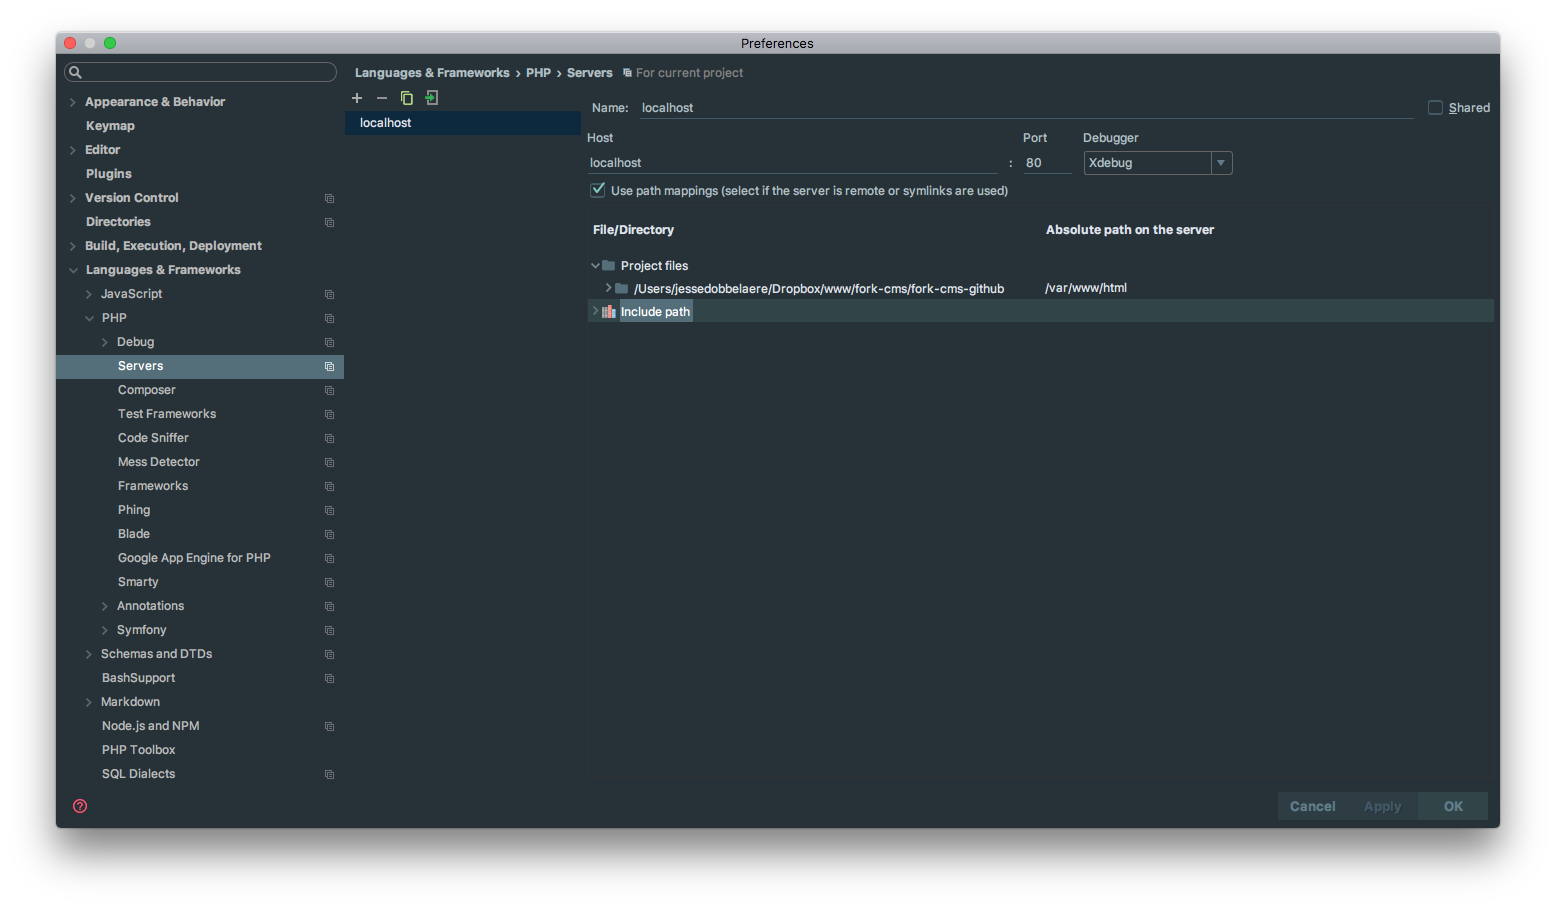 Preferences
Languages & Frameworks › PHP › Servers For current project
Appearance & Behavior
Keymap
Editor
Plugins
Version Control
Directories
Build, Execution, Deployment
Languages & Frameworks
JavaScript
PHP
Debug
Servers
Composer
Test Frameworks
Code Sniffer
Mess Detector
Frameworks
Phing
Blade
Google App Engine for PHP
Smarty
Annotations
Symfony
Schemas and DTDs
BashSupport
Markdown
Node.js and NPM
PHP Toolbox
SQL Dialects
localhost
Name: localhost Shared
Host Port Debugger
localhost : 80 Xdebug
Use path mappings (select if the server is remote or symlinks are used)
File/Directory Absolute path on the server
Project files
/Users/jessedobbelaere/Dropbox/www/fork-cms/fork-cms-github /var/www/html
Include path
? Cancel Apply OK